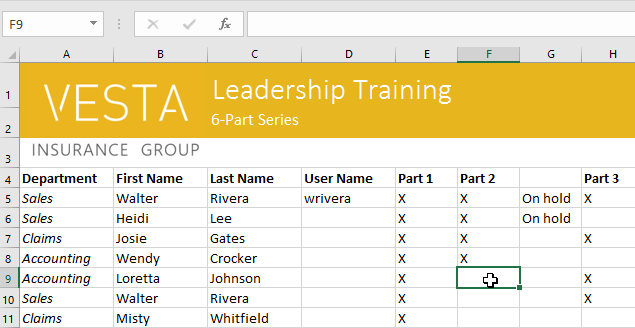 F9 fx
A B C D E F G H
1 VESTA Leadership Training
2 6-Part Series
3 INSURANCE GROUP
4 Department First Name Last Name User Name Part 1 Part 2 Part 3
5 Sales Walter Rivera wrivera X X On hold X
6 Sales Heidi Lee X X On hold
7 Claims Josie Gates X X X
8 Accounting Wendy Crocker X X
9 Accounting Loretta Johnson X X
10 Sales Walter Rivera X X
11 Claims Misty Whitfield X